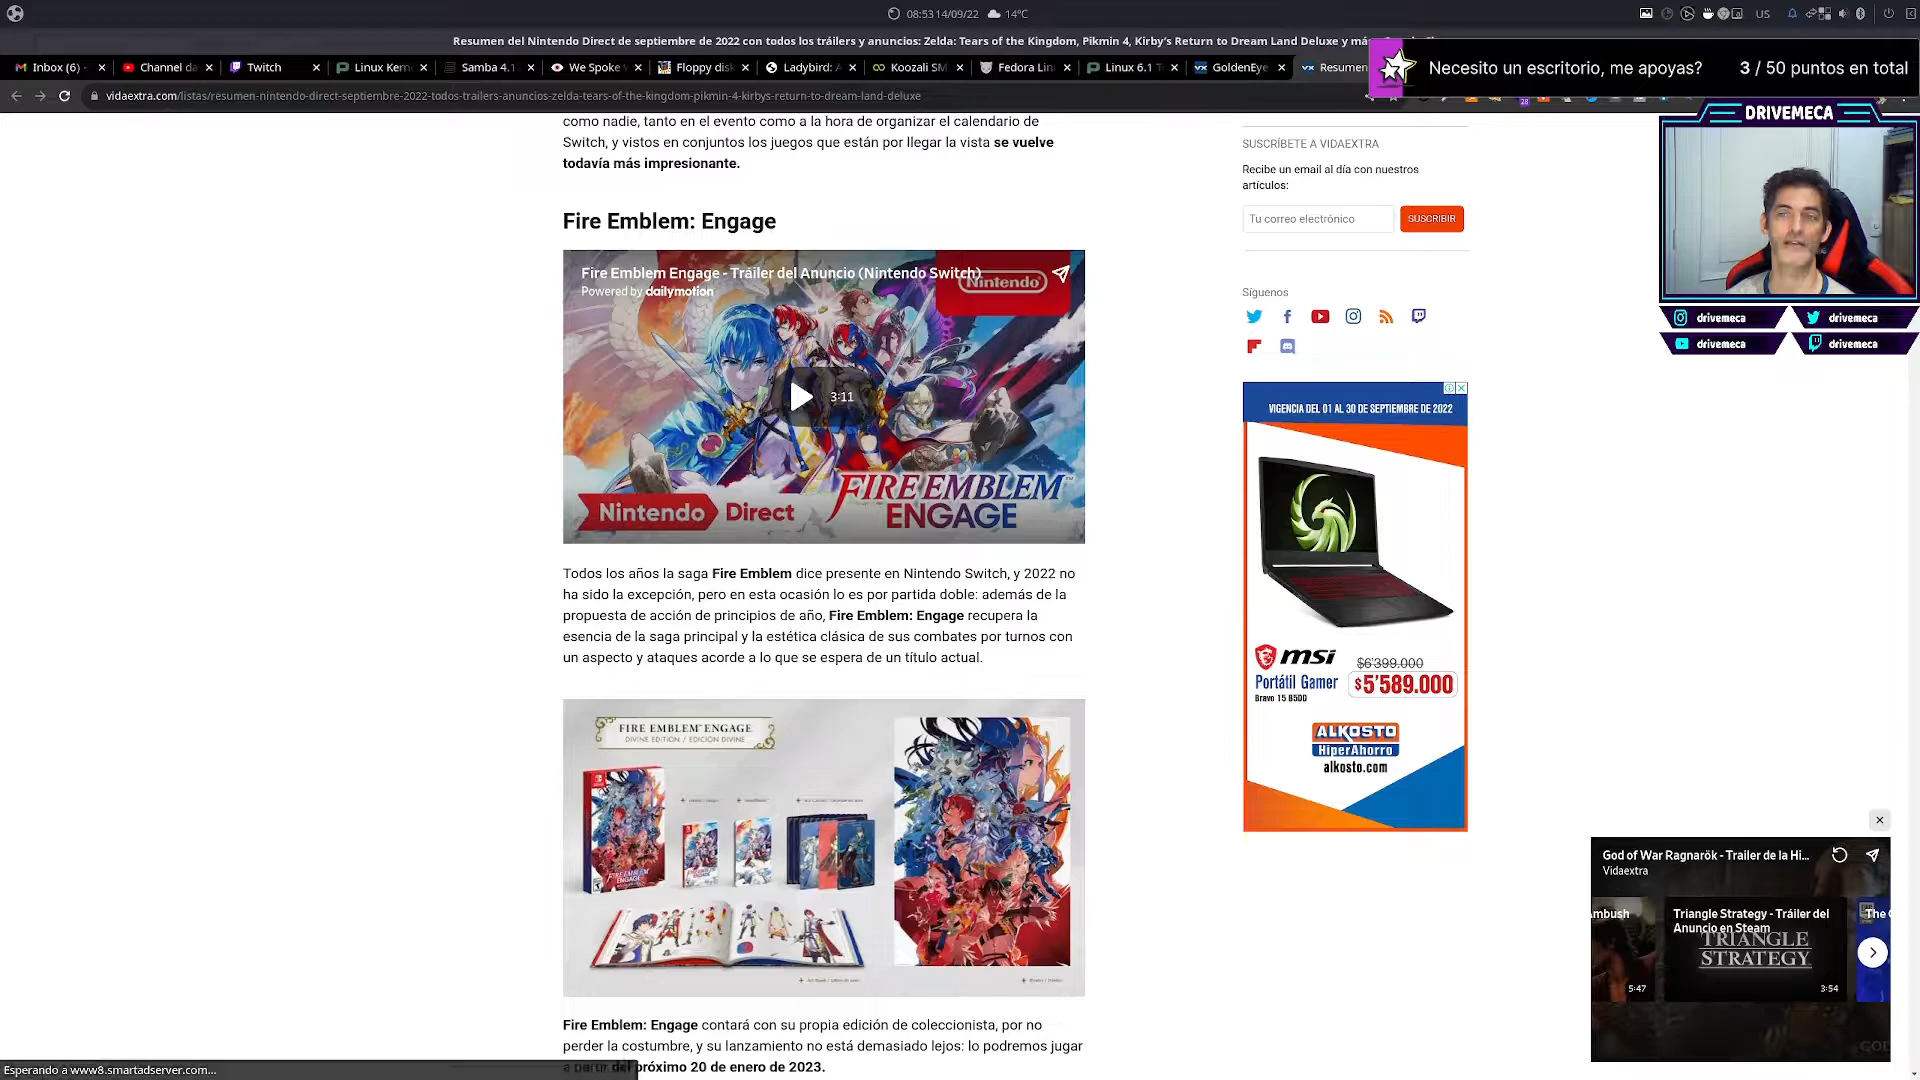 08:53 14/09/22 14°C
US
Resumen del Nintendo Direct de septiembre de 2022 con todos los tráilers y anuncios: Zelda: Tears of the Kingdom, Pikmin 4, Kirby's Return to Dream Land Deluxe y má
Inbox (6) Channel da Twitch Linux Kern Samba 4.1 We Spoke Floppy disk Ladybird: Koozali SM Fedora Lin Linux 6.1 GoldenEye Resumen
Necesito un escritorio, me apoyas? 3 / 50 puntos en total
vidaextra.com/listas/resumen-nintendo-direct-septiembre-2022-todos-trailers-anuncios-zelda-tears-of-the-kingdom-pikmin-4-kirbys-return-to-dream-land-deluxe
28
DRIVEMECA
drivemeca drivemeca
drivemeca drivemeca
como nadie, tanto en el evento como a la hora de organizar el calendario de
Switch, y vistos en conjuntos los juegos que están por llegar la vista se vuelve
todavía más impresionante.
Fire Emblem: Engage
Fire Emblem Engage - Tráiler del Anuncio (Nintendo Switch)
Powered by dailymotion
Nintendo
3:11
FIRE EMBLEM
ENGAGE
Nintendo Direct
Todos los años la saga Fire Emblem dice presente en Nintendo Switch, y 2022 no
ha sido la excepción, pero en esta ocasión lo es por partida doble: además de la
propuesta de acción de principios de año, Fire Emblem: Engage recupera la
esencia de la saga principal y la estética clásica de sus combates por turnos con
un aspecto y ataques acorde a lo que se espera de un título actual.
FIRE EMBLEM ENGAGE
DIVINE EDITION / EDICIÓN DIVINE
FIRE EMBLEM
ENGAGE
Fire Emblem: Engage contará con su propia edición de coleccionista, por no
perder la costumbre, y su lanzamiento no está demasiado lejos: lo podremos jugar
a partir del próximo 20 de enero de 2023.
SUSCRÍBETE A VIDAEXTRA
Recibe un email al día con nuestros
artículos:
Tu correo electrónico SUSCRIBIR
Síguenos
VIGENCIA DEL 01 AL 30 DE SEPTIEMBRE DE 2022
msi $6'399.000
Portátil Gamer $5'589.000
Bravo 15 B5DD
ALKOSTO
HiperAhorro
alkosto.com
God of War Ragnarök - Trailer de la Hi...
Vidaextra
mbush
5:47
Triangle Strategy - Tráiler del
Anuncio en Steam
TRIANGLE
STRATEGY
3:54
The
Esperando a www8.smartadserver.com...